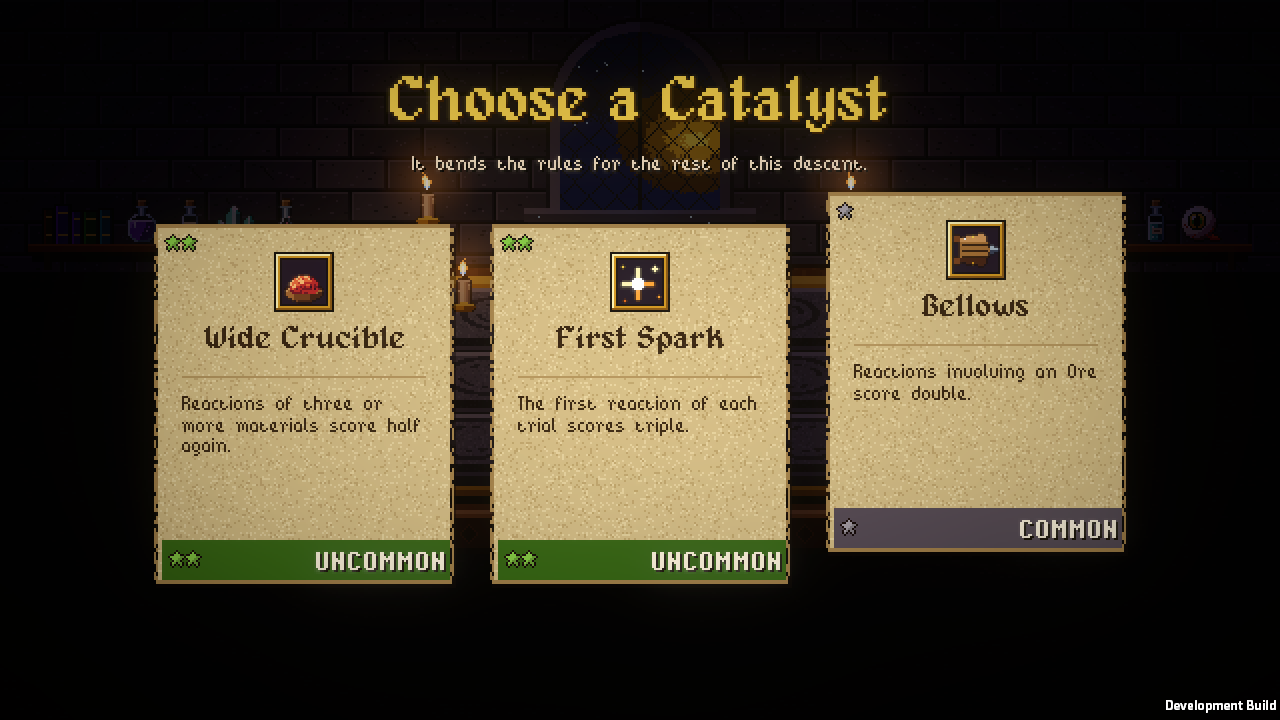 Choose a Catalyst
It bends the rules for the rest of this descent.
Wide Crucible
Reactions of three or
more materials score half
again.
UNCOMMON
First Spark
The first reaction of each
trial scores triple.
UNCOMMON
Bellows
Reactions involving an Ore
score double.
COMMON
Development Build